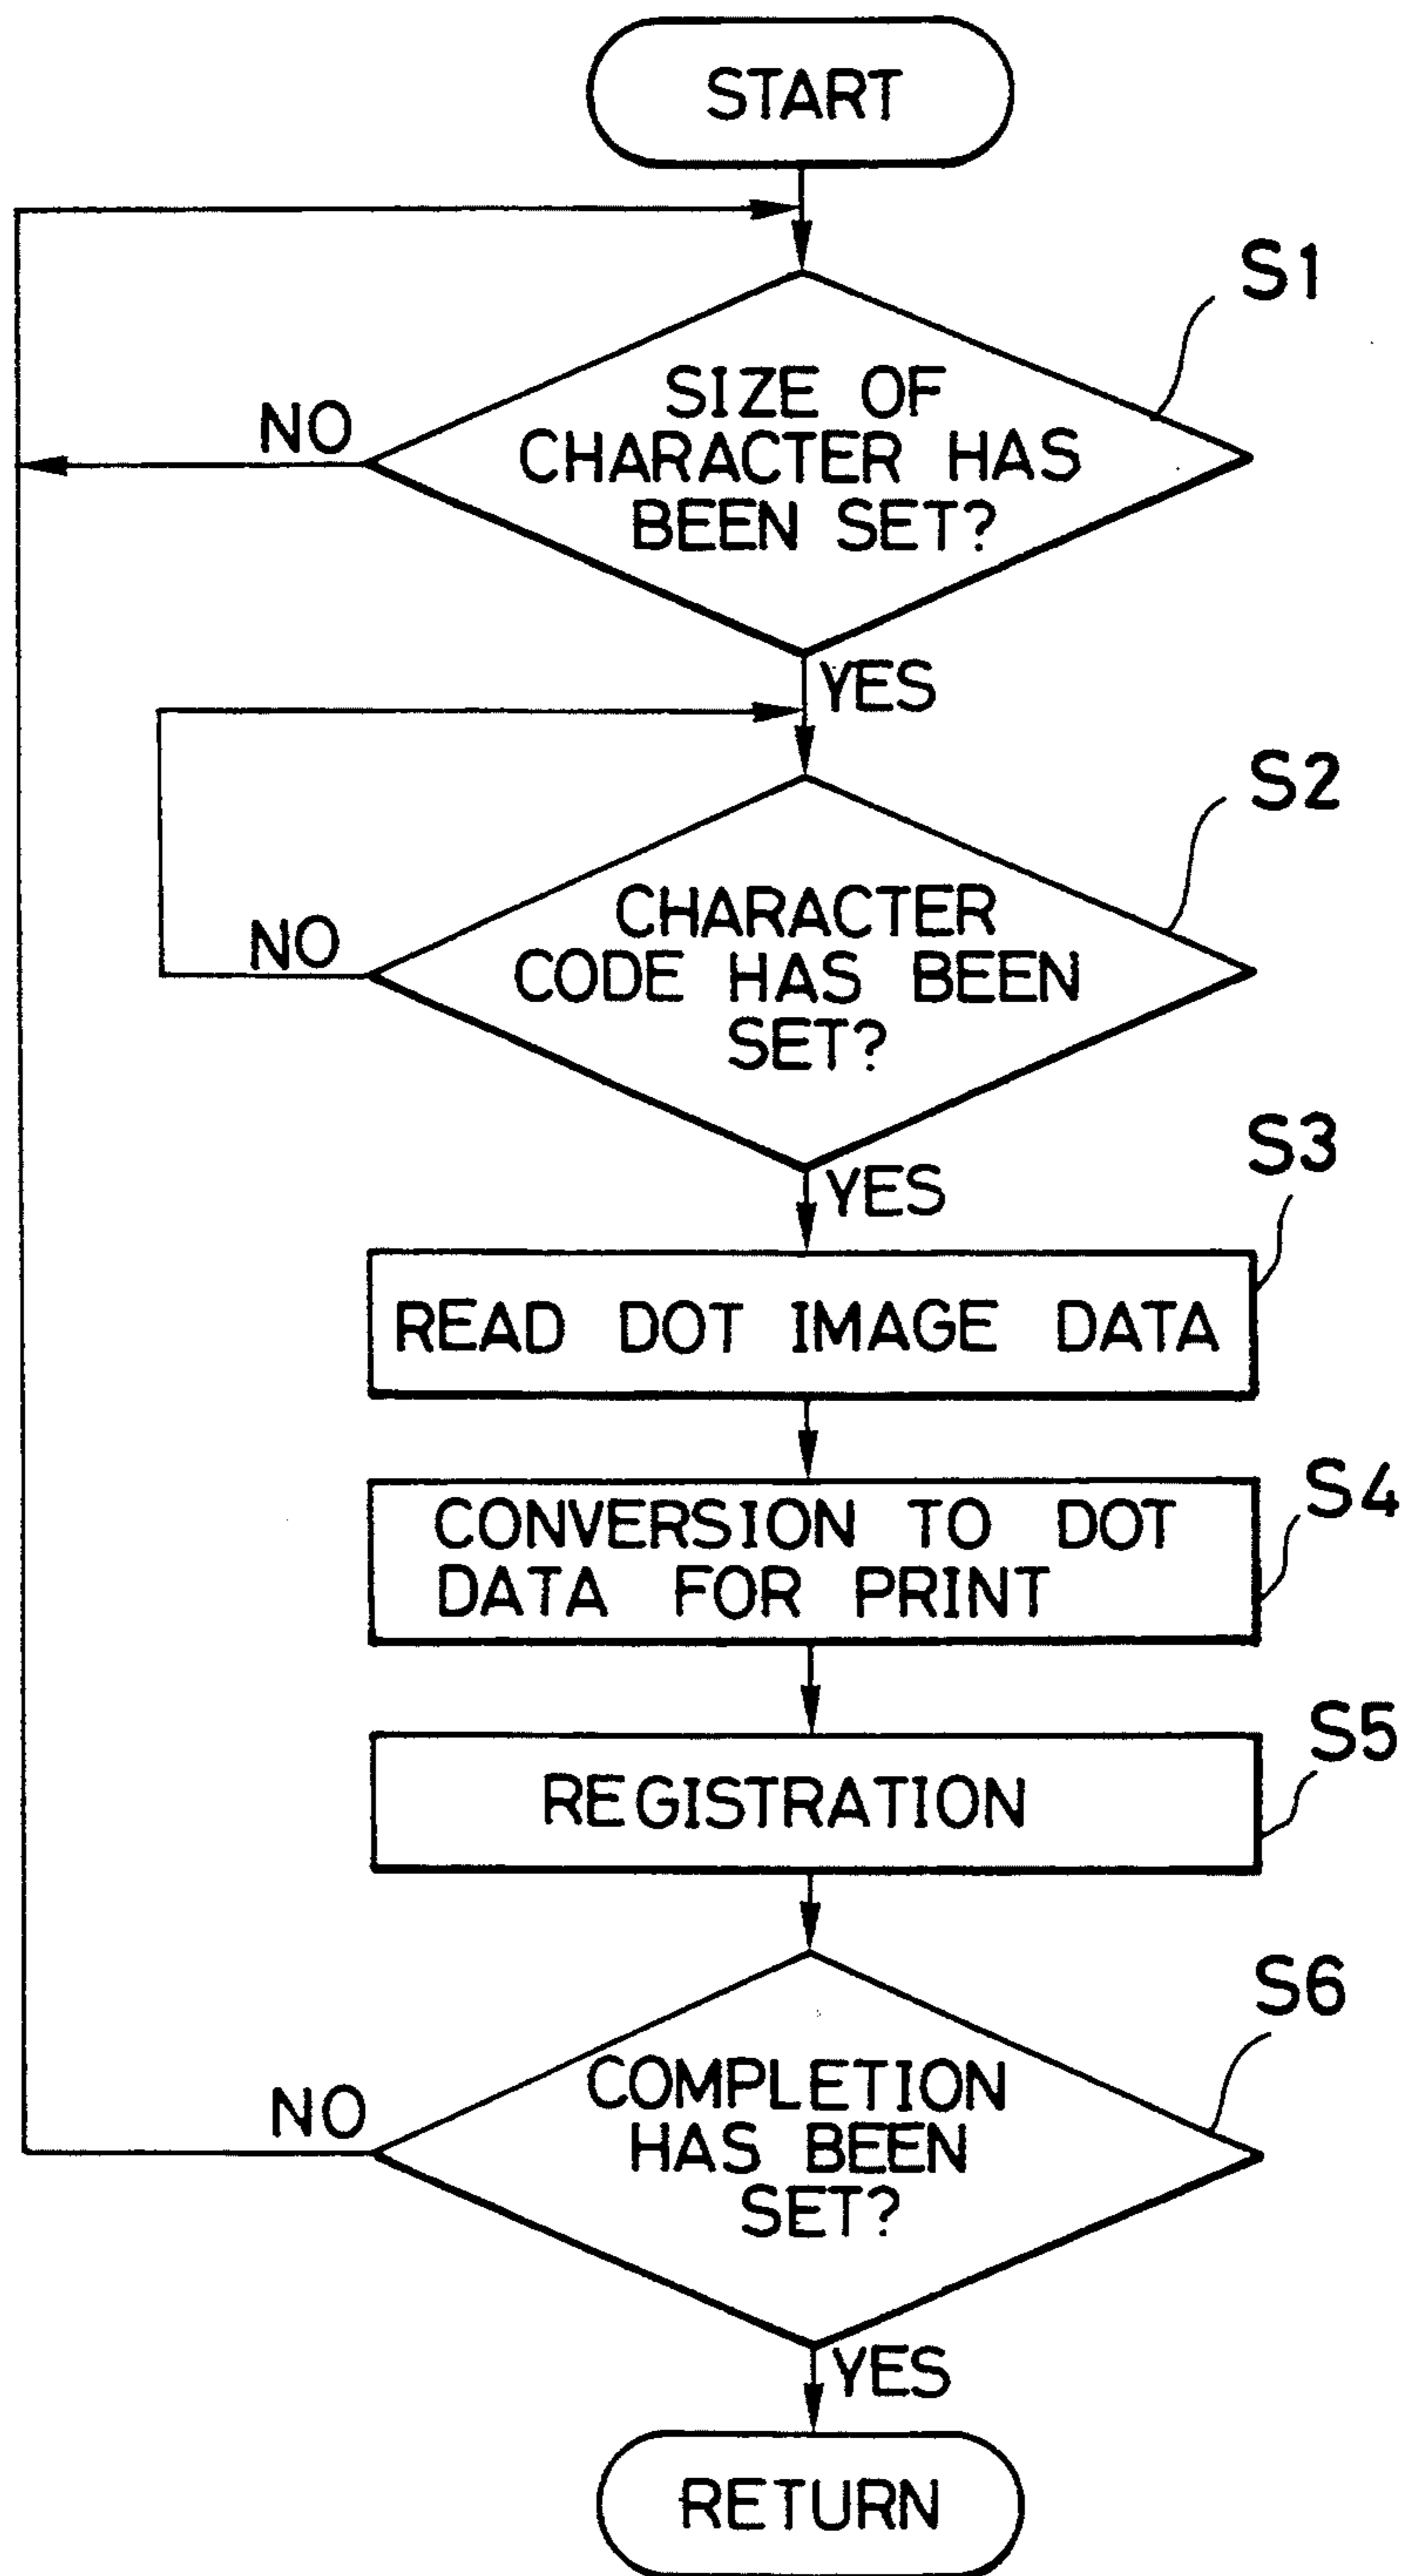 START
S1
SIZE OF
CHARACTER HAS
BEEN SET?
NO
YES
S2
CHARACTER
CODE HAS BEEN
SET?
NO
YES
S3
READ DOT IMAGE DATA
S4
CONVERSION TO DOT
DATA FOR PRINT
S5
REGISTRATION
S6
COMPLETION
HAS BEEN
SET?
NO
YES
RETURN